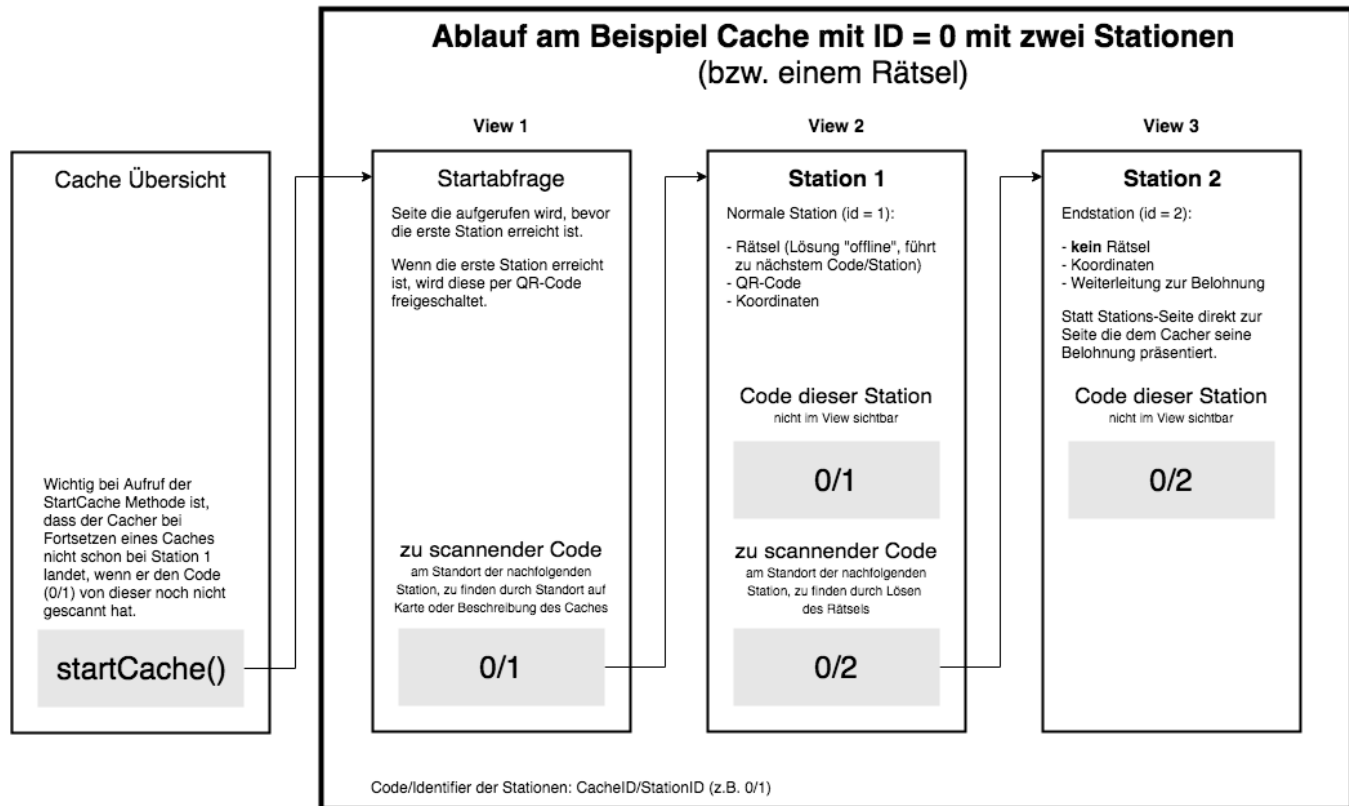 Ablauf am Beispiel Cache mit ID = 0 mit zwei Stationen
(bzw. einem Rätsel)
Cache Übersicht
Wichtig bei Aufruf der
StartCache Methode ist,
dass der Cacher bei
Fortsetzen eines Caches
nicht schon bei Station 1
landet, wenn er den Code
(0/1) von dieser noch nicht
gescannt hat.
startCache()
View 1
Startabfrage
Seite die aufgerufen wird, bevor
die erste Station erreicht ist.
Wenn die erste Station erreicht
ist, wird diese per QR-Code
freigeschaltet.
zu scannender Code
am Standort der nachfolgenden
Station, zu finden durch Standort auf
Karte oder Beschreibung des Caches
0/1
View 2
Station 1
Normale Station (id = 1):
- Rätsel (Lösung "offline", führt
zu nächstem Code/Station)
- QR-Code
- Koordinaten
Code dieser Station
nicht im View sichtbar
0/1
zu scannender Code
am Standort der nachfolgenden
Station, zu finden durch Lösen
des Rätsels
0/2
View 3
Station 2
Endstation (id = 2):
- kein Rätsel
- Koordinaten
- Weiterleitung zur Belohnung
Statt Stations-Seite direkt zur
Seite die dem Cacher seine
Belohnung präsentiert.
Code dieser Station
nicht im View sichtbar
0/2
Code/Identifier der Stationen: CacheID/StationID (z.B. 0/1)